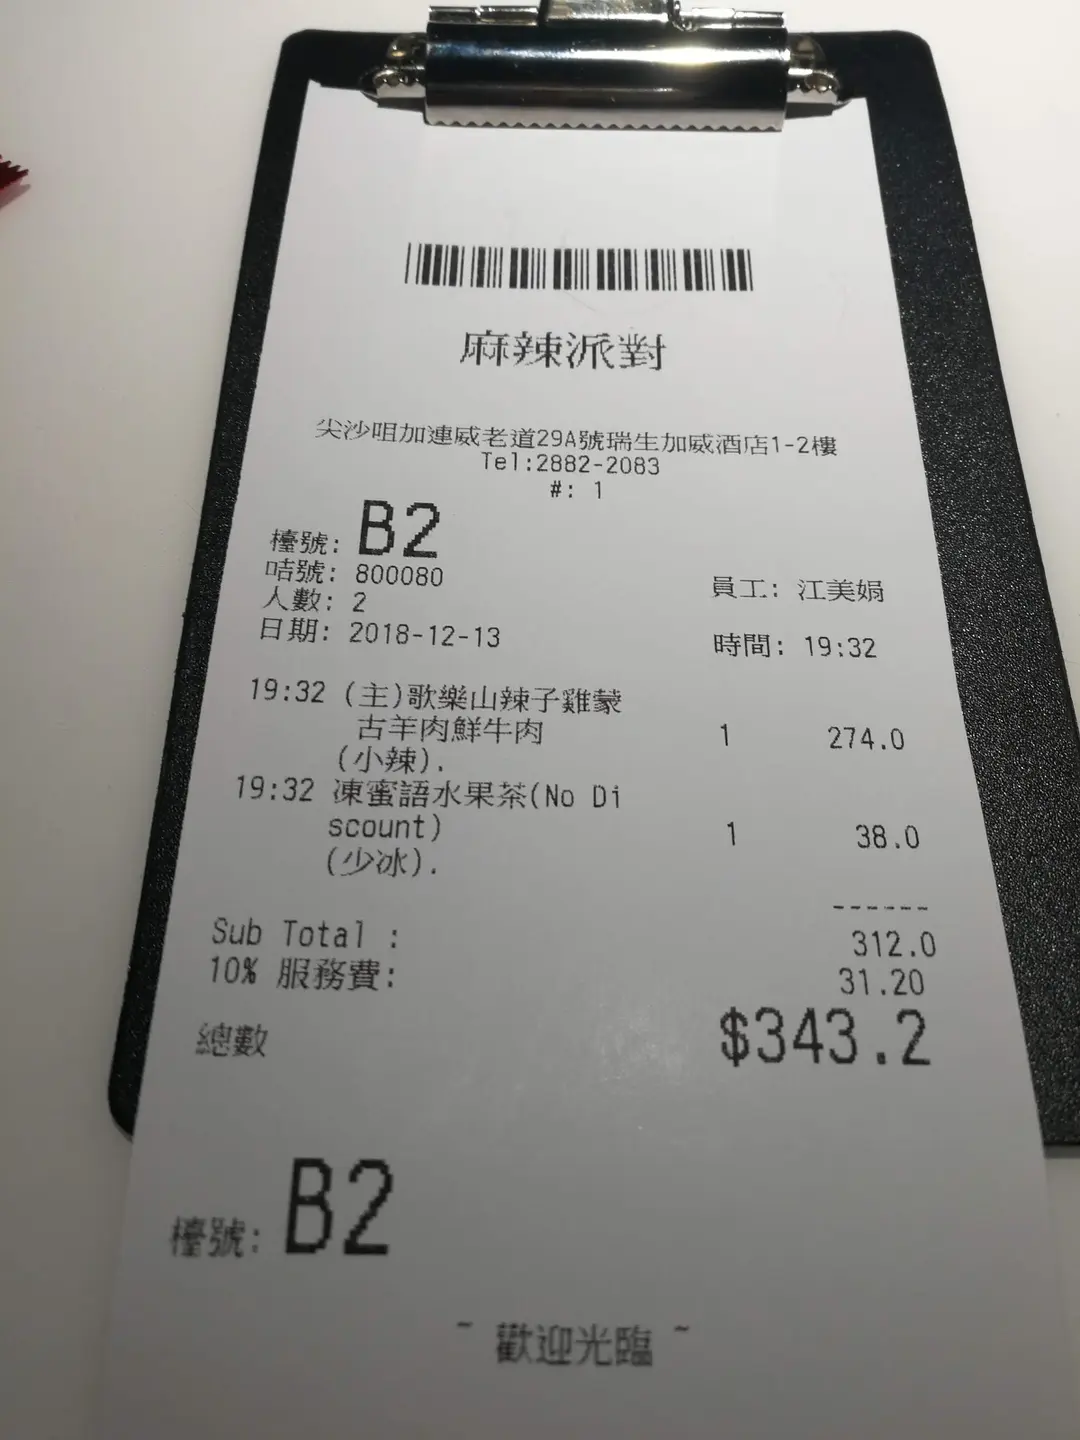 麻辣派對
尖沙咀加連威老道29A號瑞生加威酒店1-2樓
Tel:2882-2083
#: 1
檯號: B2
咭號: 800080 員工: 江美娟
人數: 2
日期: 2018-12-13 時間: 19:32
19:32 (主)歌樂山辣子雞蒙
古羊肉鮮牛肉 1 274.0
(小辣).
19:32 凍蜜語水果茶(No Di
scount) 1 38.0
(少冰).
------
Sub Total : 312.0
10% 服務費: 31.20
總數 $343.2
檯號: B2
~ 歡迎光臨 ~